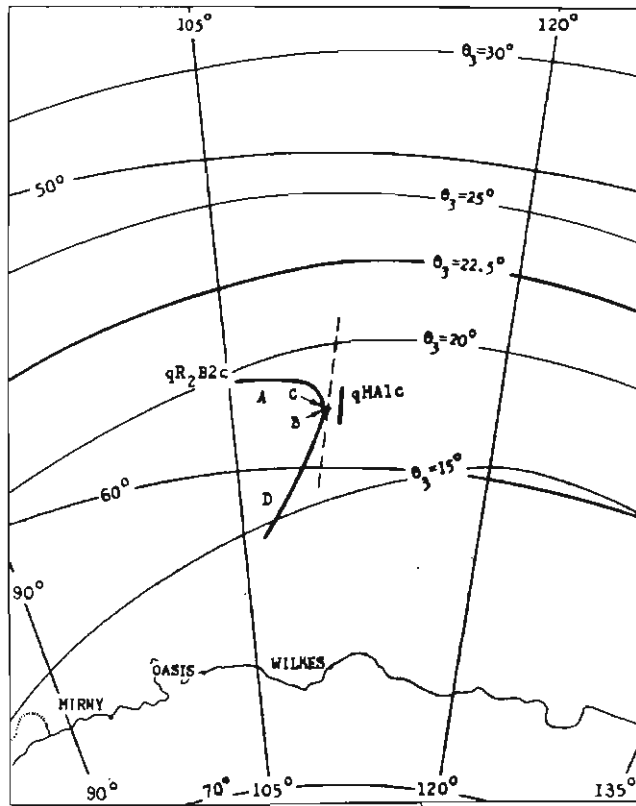 105° 120°
θ₃=30°
50°
θ₃=25°
θ₃=22.5°
θ₃=20°
qR₂B2c
A C qHA1c
B
60° θ₃=15°
D
90°
OASIS WILKES
MIRNY
90° 70° 105° 120° 135°